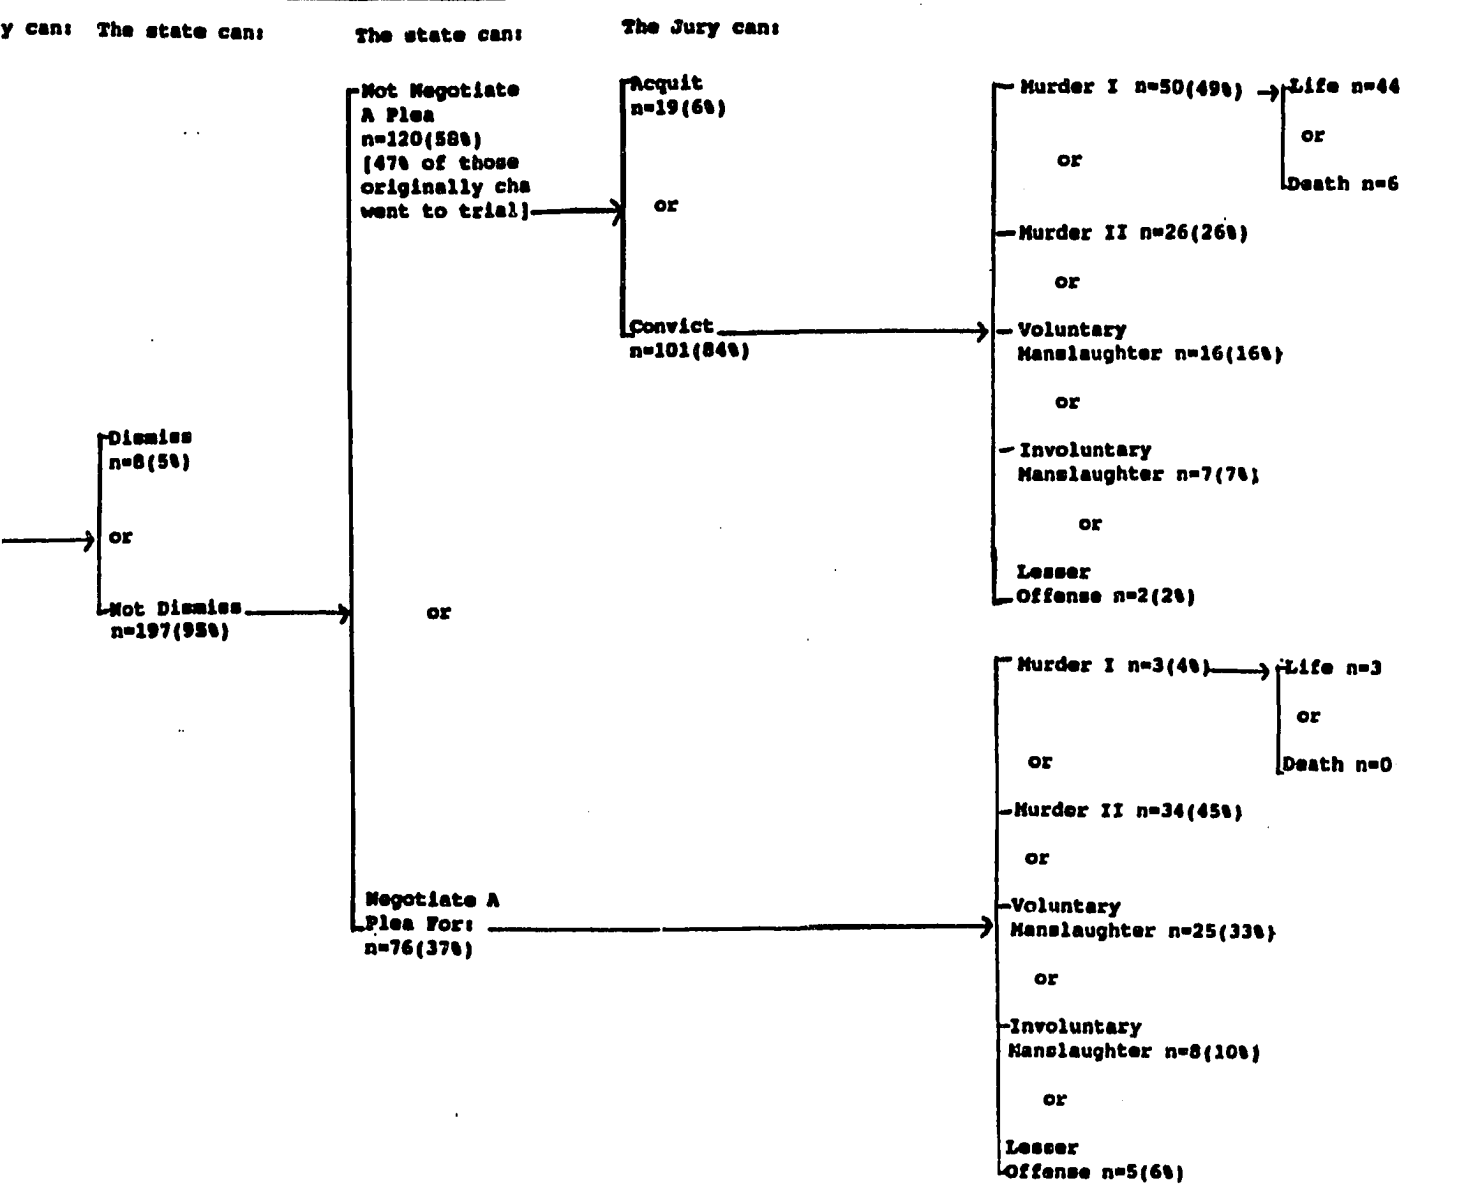 y can:
The state can:
The state can:
The Jury can:
Dismiss
n=8(5%)
or
Not Dismiss
n=197(95%)
Not Negotiate
A Plea
n=120(58%)
[47% of those
originally cha
went to trial]
or
Negotiate A
Plea For:
n=76(37%)
Acquit
n=19(6%)
or
Convict
n=101(84%)
Murder I n=50(49%)
or
Murder II n=26(26%)
or
Voluntary
Manslaughter n=16(16%)
or
Involuntary
Manslaughter n=7(7%)
or
Lesser
Offense n=2(2%)
Life n=44
or
Death n=6
Murder I n=3(4%)
or
Murder II n=34(45%)
or
Voluntary
Manslaughter n=25(33%)
or
Involuntary
Manslaughter n=8(10%)
or
Lesser
Offense n=5(6%)
Life n=3
or
Death n=0